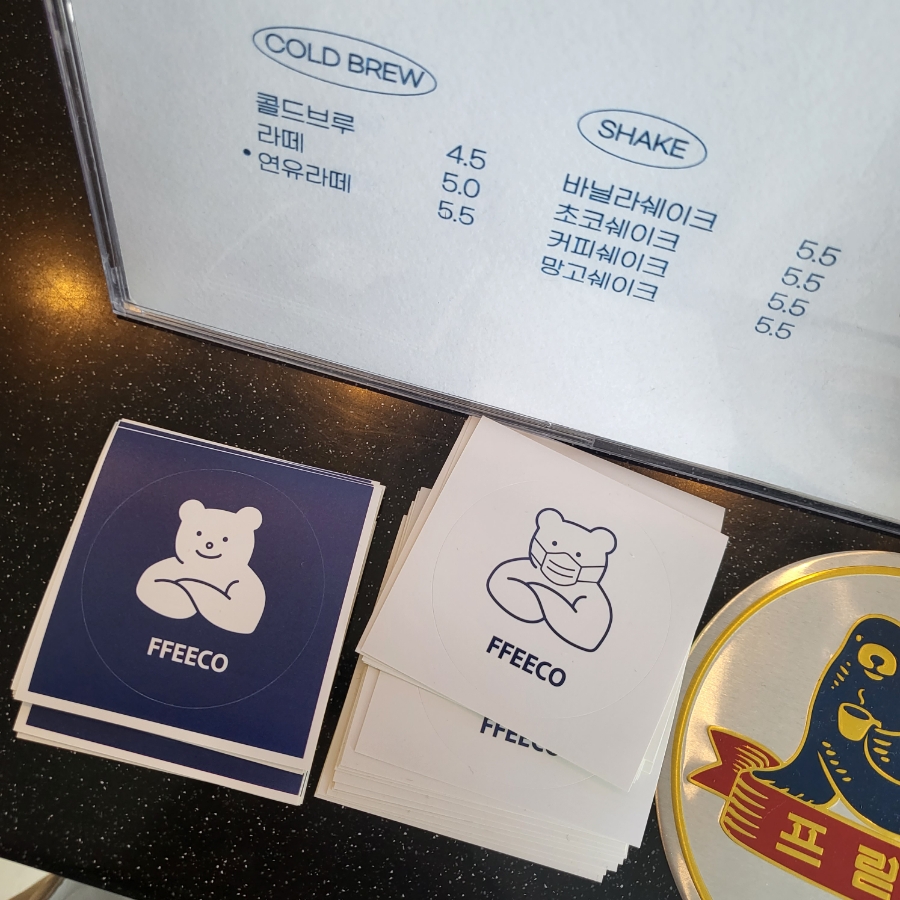 COLD BREW
콜드브루 4.5
라떼 5.0
• 연유라떼 5.5
SHAKE
바닐라쉐이크 5.5
초코쉐이크 5.5
커피쉐이크 5.5
망고쉐이크 5.5
FFEECO
FFEECO
FFEECO
프릳